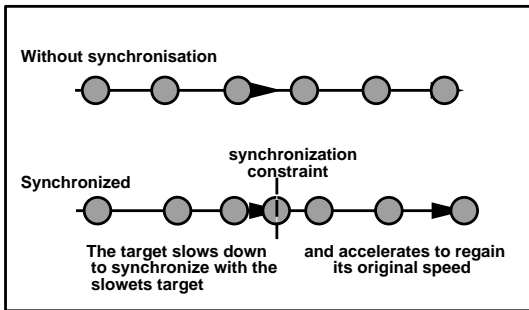 Without synchronisation
synchronization
constraint
Synchronized
The target slows down
to synchronize with the
slowets target
and accelerates to regain
its original speed